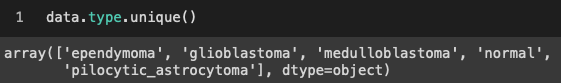 1 data.type.unique()
array(['ependymoma', 'glioblastoma', 'medulloblastoma', 'normal',
'pilocytic_astrocytoma'], dtype=object)